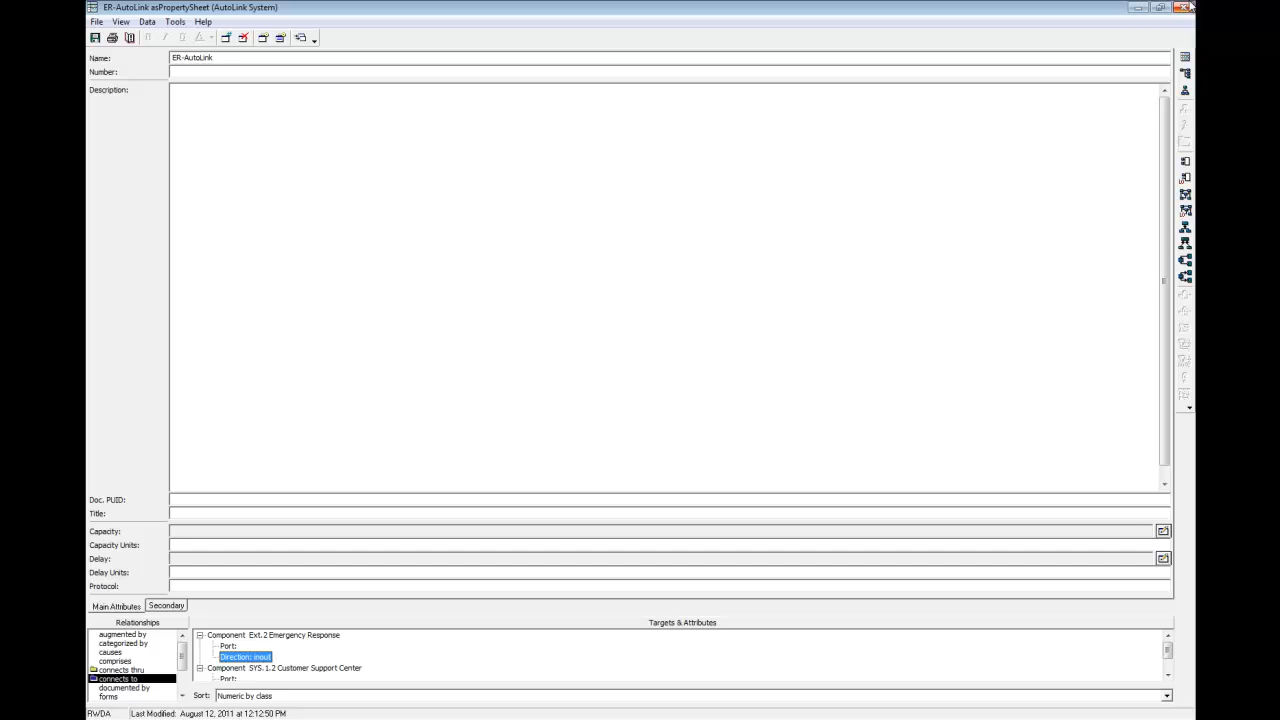 ER-AutoLink asPropertySheet (AutoLink System)
File View Data Tools Help
Name: ER-AutoLink
Number:
Description:
Doc. PUID:
Title:
Capacity:
Capacity Units:
Delay:
Delay Units:
Protocol:
Main Attributes Secondary
Relationships Targets & Attributes
augmented by
categorized by
causes
comprises
connects thru
connects to
documented by
forms
Component Ext.2 Emergency Response
Port:
Direction: inout
Component SYS.1.2 Customer Support Center
Port:
Sort: Numeric by class
RWDA Last Modified: August 12, 2011 at 12:12:50 PM